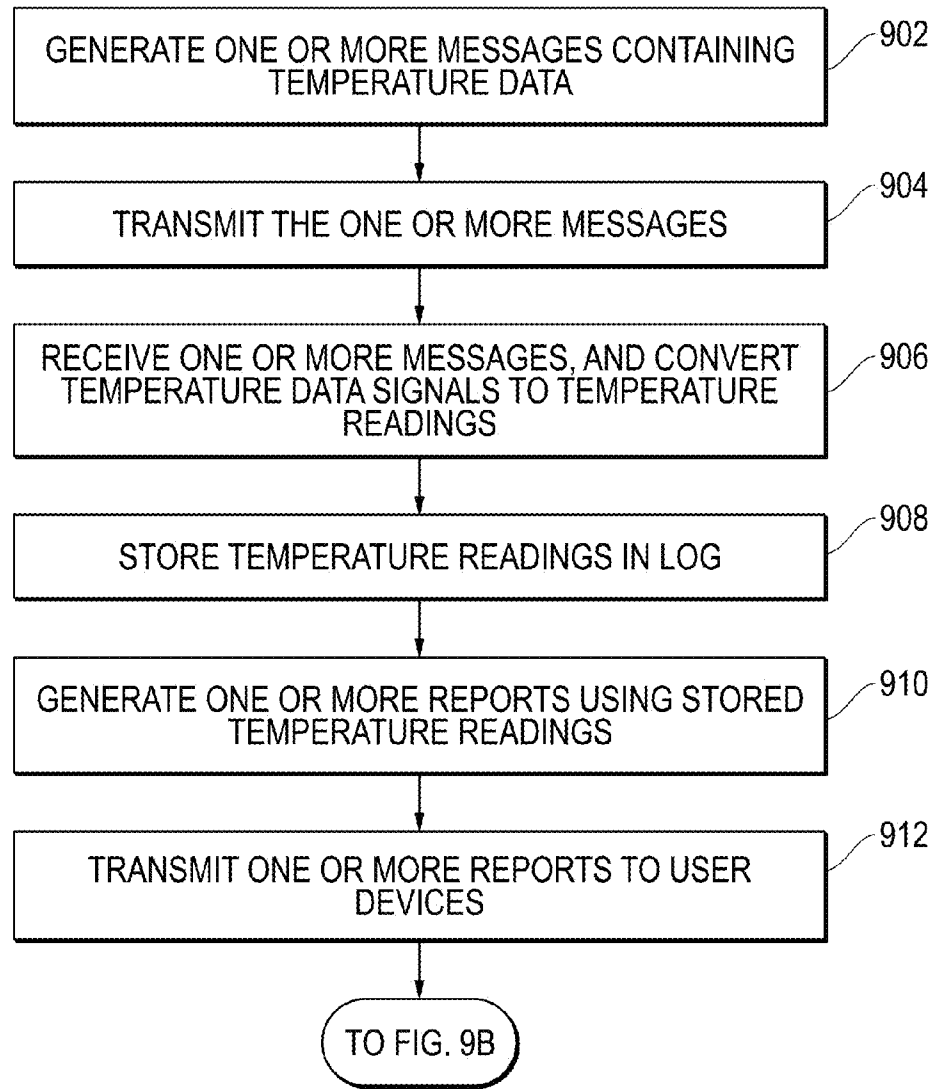 GENERATE ONE OR MORE MESSAGES CONTAINING
TEMPERATURE DATA
902
TRANSMIT THE ONE OR MORE MESSAGES
904
RECEIVE ONE OR MORE MESSAGES, AND CONVERT
TEMPERATURE DATA SIGNALS TO TEMPERATURE
READINGS
906
STORE TEMPERATURE READINGS IN LOG
908
GENERATE ONE OR MORE REPORTS USING STORED
TEMPERATURE READINGS
910
TRANSMIT ONE OR MORE REPORTS TO USER
DEVICES
912
TO FIG. 9B